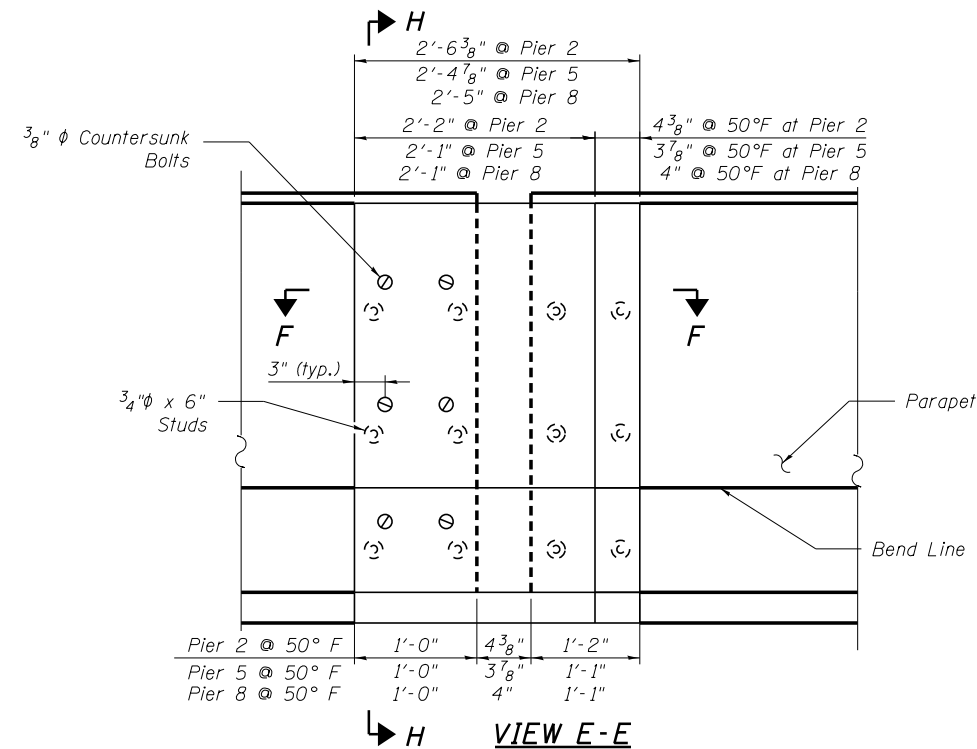 H
2'-6 3/8" @ Pier 2
2'-4 7/8" @ Pier 5
2'-5" @ Pier 8
3/8" ϕ Countersunk
Bolts
2'-2" @ Pier 2
2'-1" @ Pier 5
2'-1" @ Pier 8
4 3/8" @ 50°F at Pier 2
3 7/8" @ 50°F at Pier 5
4" @ 50°F at Pier 8
F
F
3" (typ.)
3/4"ϕ x 6"
Studs
Parapet
Bend Line
Pier 2 @ 50° F 1'-0" 4 3/8" 1'-2"
Pier 5 @ 50° F 1'-0" 3 7/8" 1'-1"
Pier 8 @ 50° F 1'-0" 4" 1'-1"
H
VIEW E-E